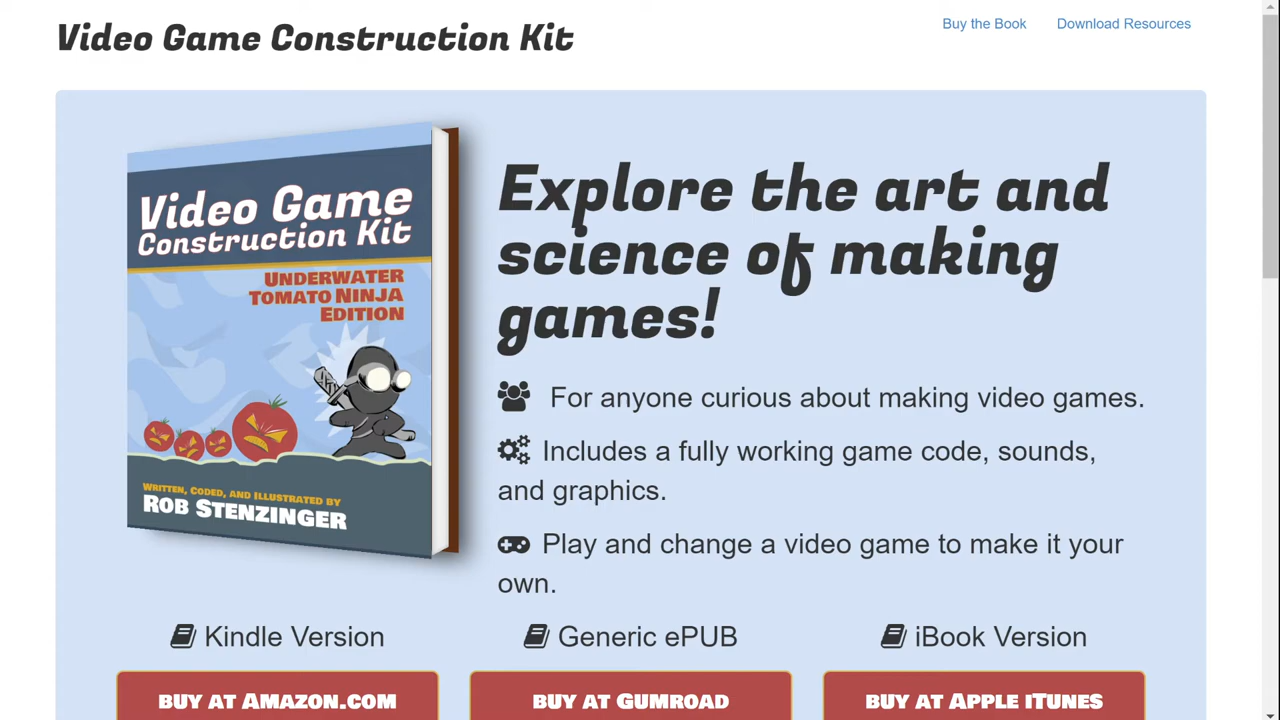 Video Game Construction Kit
Buy the Book
Download Resources
Video Game
Construction Kit
Underwater
Tomato Ninja
Edition
Written, Coded, and Illustrated by
Rob Stenzinger
Explore the art and
science of making
games!
For anyone curious about making video games.
Includes a fully working game code, sounds,
and graphics.
Play and change a video game to make it your
own.
Kindle Version
Generic ePUB
iBook Version
buy at Amazon.com
buy at Gumroad
buy at Apple iTunes